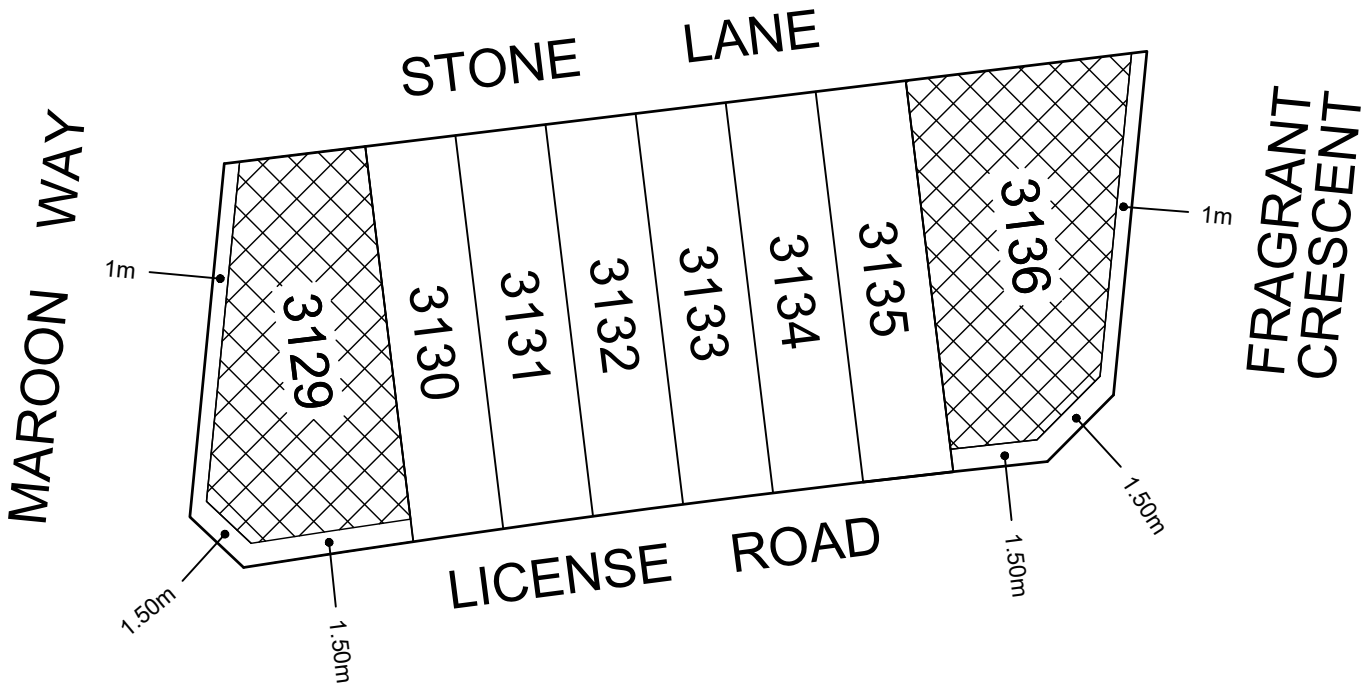 STONE LANE
MAROON WAY
FRAGRANT
CRESCENT
1m
1m
3129
3130
3131
3132
3133
3134
3135
3136
LICENSE ROAD
1.50m
1.50m
1.50m
1.50m